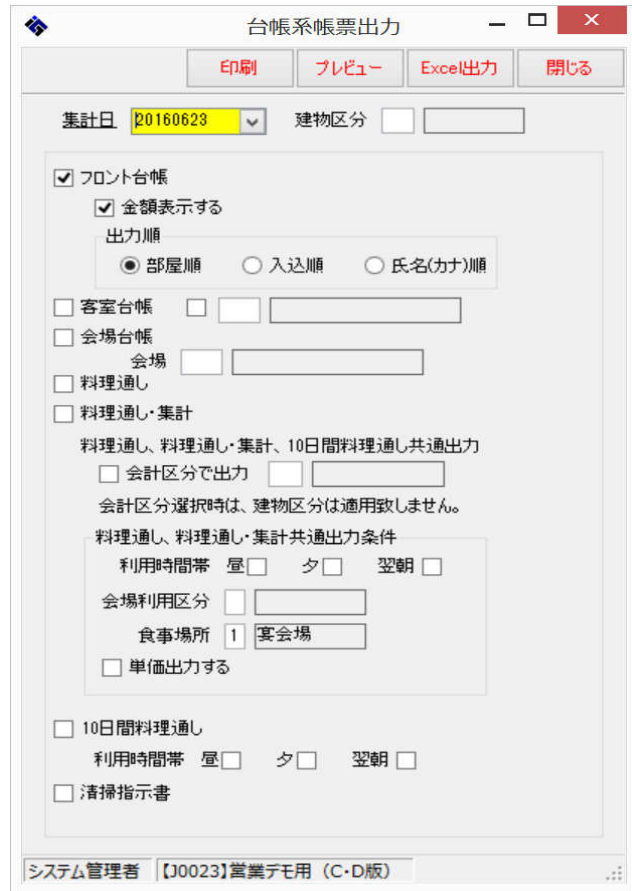 台帳系帳票出力
印刷 プレビュー Excel出力 閉じる
集計日 20160623 建物区分
フロント台帳
金額表示する
出力順
部屋順 入込順 氏名(カナ)順
客室台帳
会場台帳
会場
料理通し
料理通し・集計
料理通し、料理通し・集計、10日間料理通し共通出力
会計区分で出力
会計区分選択時は、建物区分は適用致しません。
料理通し、料理通し・集計共通出力条件
利用時間帯 昼 夕 翌朝
会場利用区分
食事場所 1 宴会場
単価出力する
10日間料理通し
利用時間帯 昼 夕 翌朝
清掃指示書
システム管理者 【J0023】営業デモ用（C・D版）